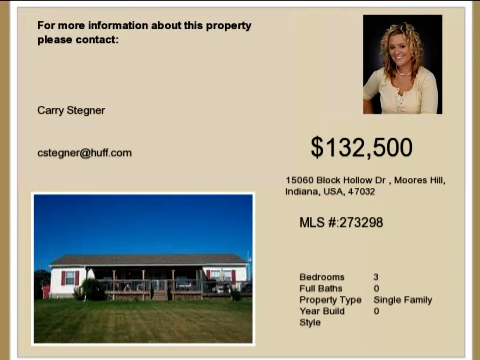 For more information about this property
please contact:
Carry Stegner
cstegner@huff.com
$132,500
15060 Block Hollow Dr , Moores Hill,
Indiana, USA, 47032
MLS #:273298
Bedrooms 3
Full Baths 0
Property Type Single Family
Year Build 0
Style